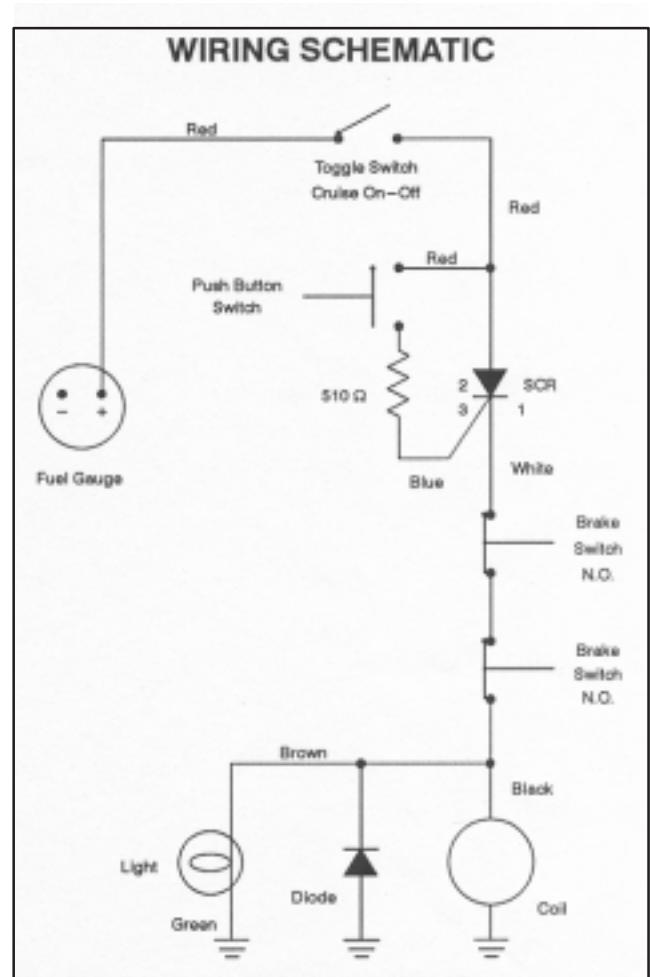 WIRING SCHEMATIC
Red
Toggle Switch
Cruise On-Off
Red
Red
Push Button
Switch
510 Ω
2
SCR
3
1
- +
Fuel Gauge
White
Blue
Brake
Switch
N.O.
Brake
Switch
N.O.
Brown
Black
Light
Diode
Coil
Green